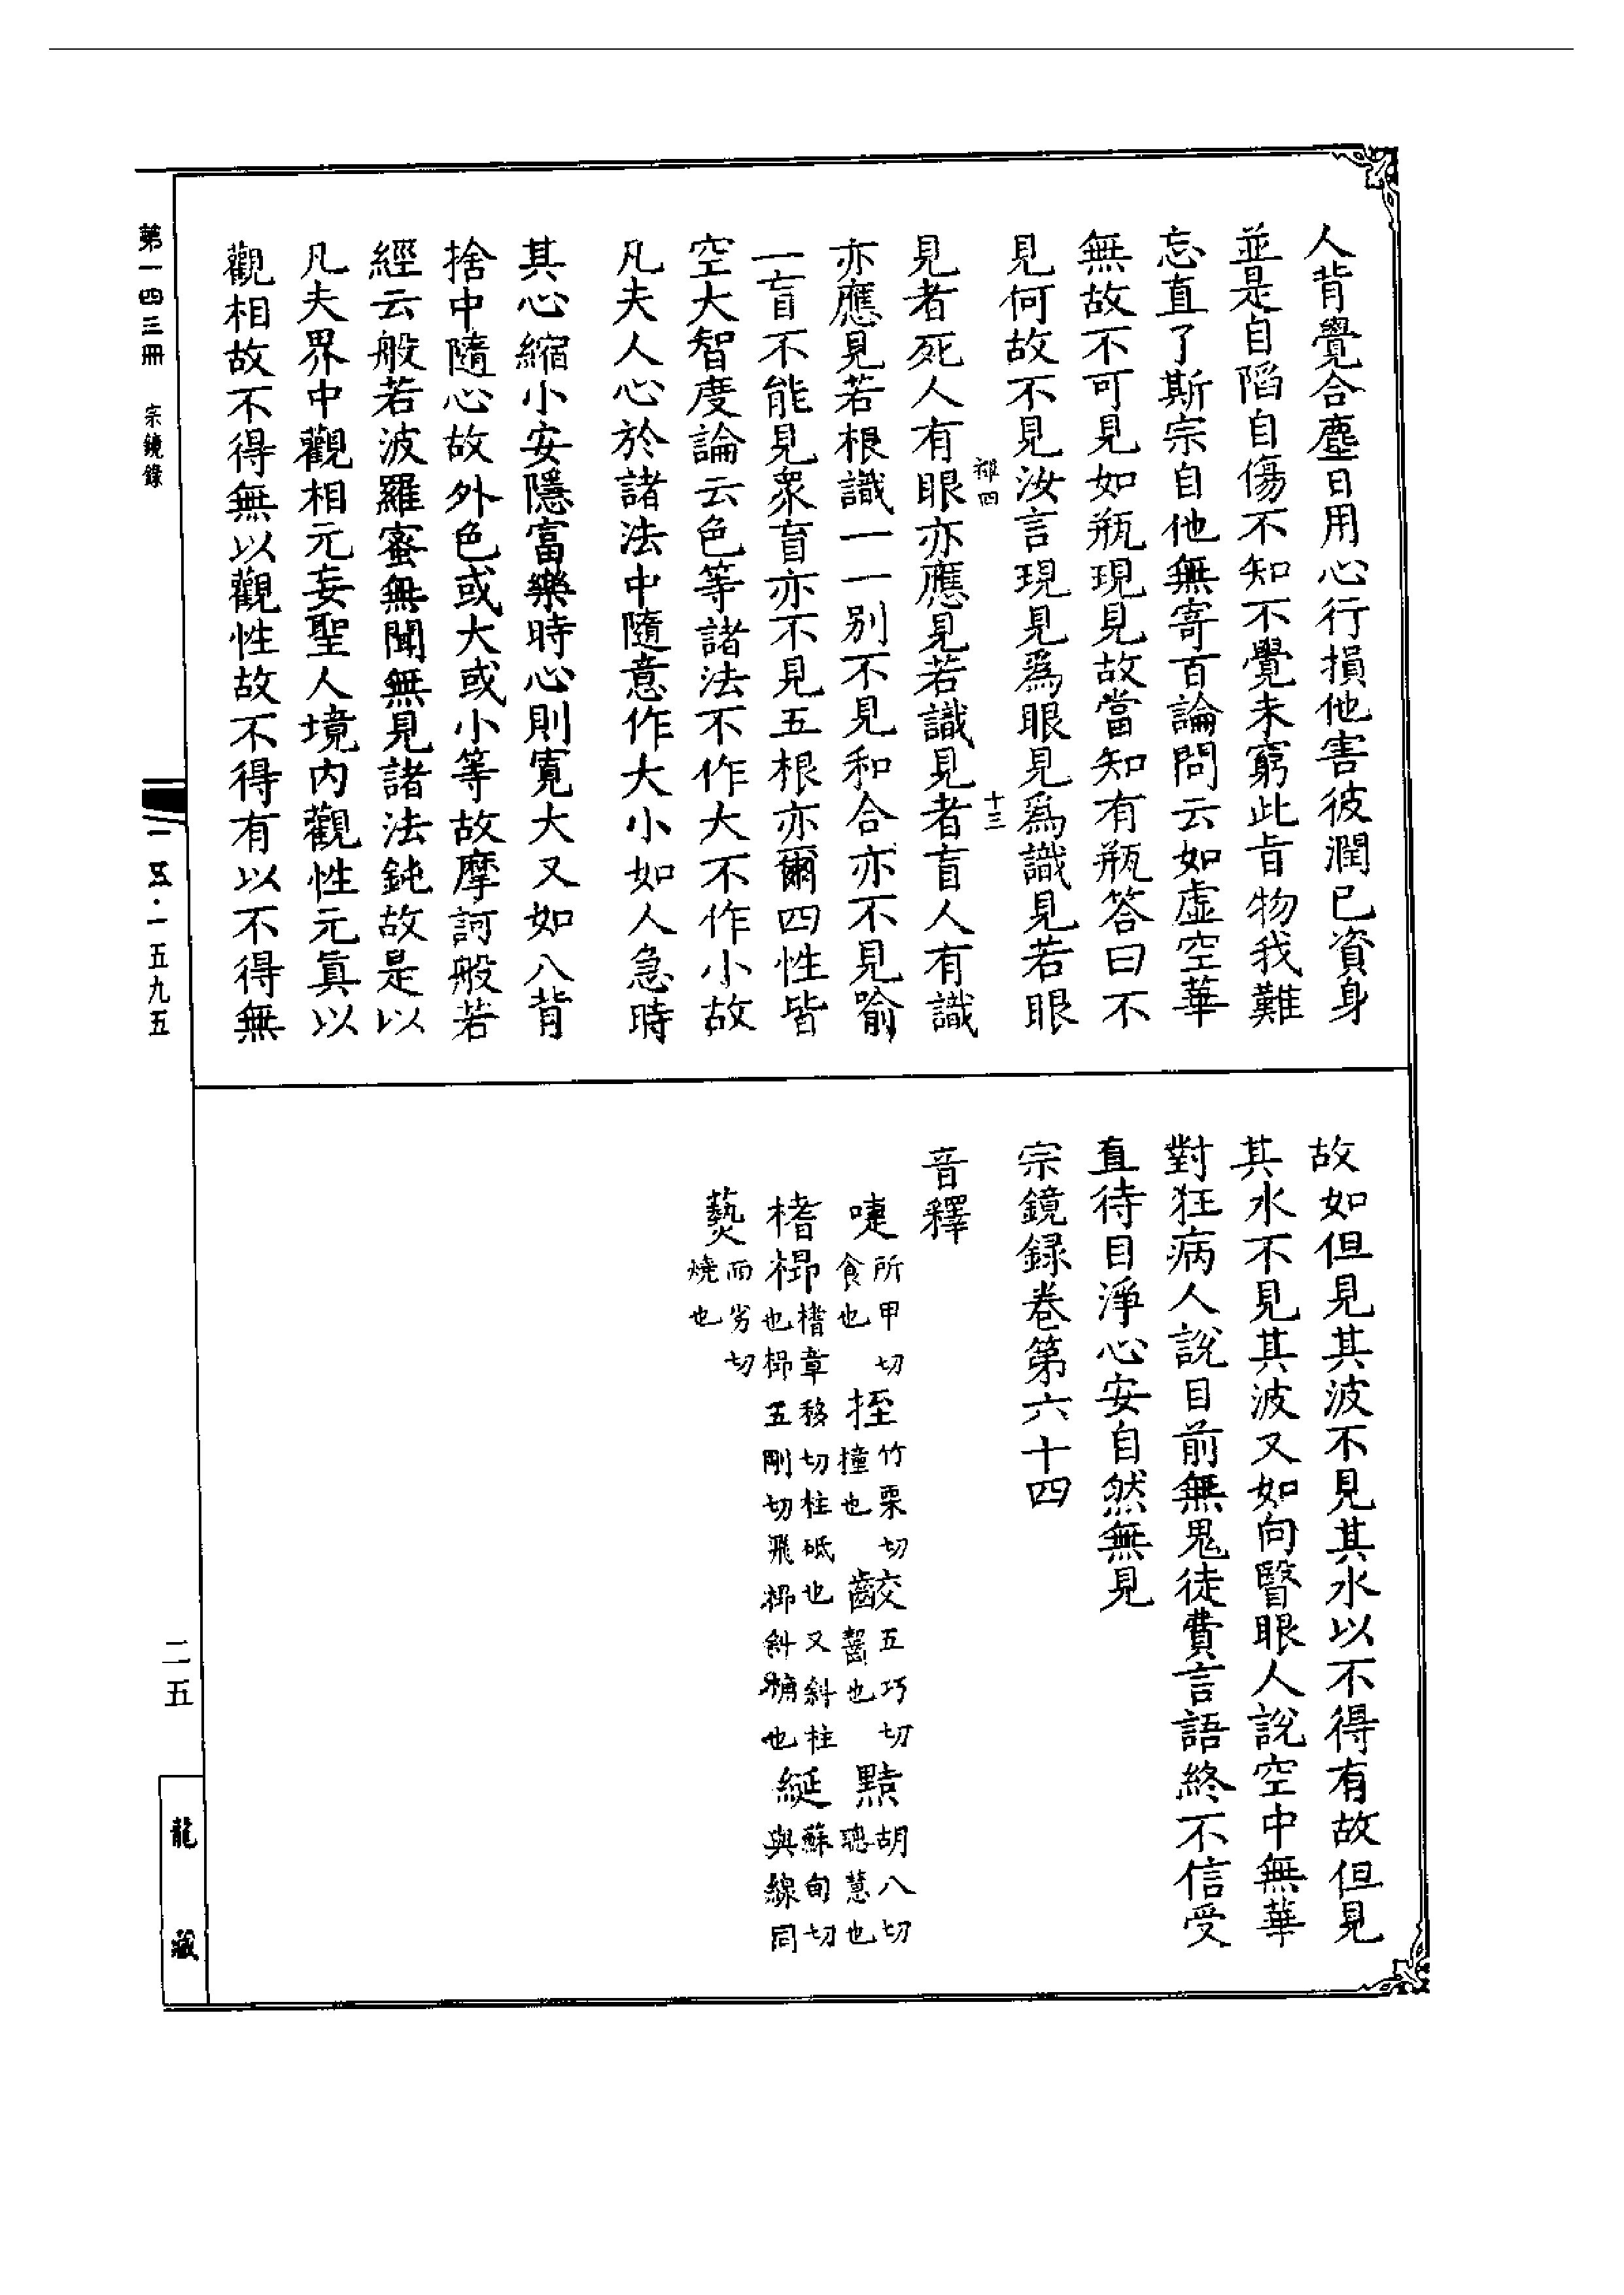 人背覺合塵日用心行損他害彼潤已資身
並是自陷自傷不知不覺未窮此旨物我難
忘直了斯宗自他無寄百論問云如虛空華
無故不可見如瓶現見故當知有瓶答曰不
見何故不見汝言現見為眼見為識見若眼
雜四
十三
見者死人有眼亦應見若識見者盲人有識
亦應見若根識一一別不見和合亦不見喻
一盲不能見眾盲亦不見五根亦爾四性皆
空大智度論云色等諸法不作大不作小故
凡夫人心於諸法中隨意作大小如人急時
其心縮小安隱富樂時心則寬大又如八背
捨中隨心故外色或大或小等故摩訶般若
經云般若波羅蜜無聞無見諸法鈍故是以
凡夫界中觀相元妄聖人境內觀性元真以
觀相故不得無以觀性故不得有以不得無
故如但見其波不見其水以不得有故但見
其水不見其波又如向瞖眼人說空中無華
對狂病人說目前無鬼徒費言語終不信受
直待目淨心安自然無見
宗鏡録卷第六十四
音釋
啑所甲切食也 挃竹栗切撞也 齩五巧切齧也 黠胡八切聰慧也
榰枊榰章移切柱砥也又斜柱也枊五剛切飛枊斜桷也 綖蘇甸切與線同
爇而劣切燒也
第一四三冊 宗鏡錄
一五·一五九五
二五
龍藏